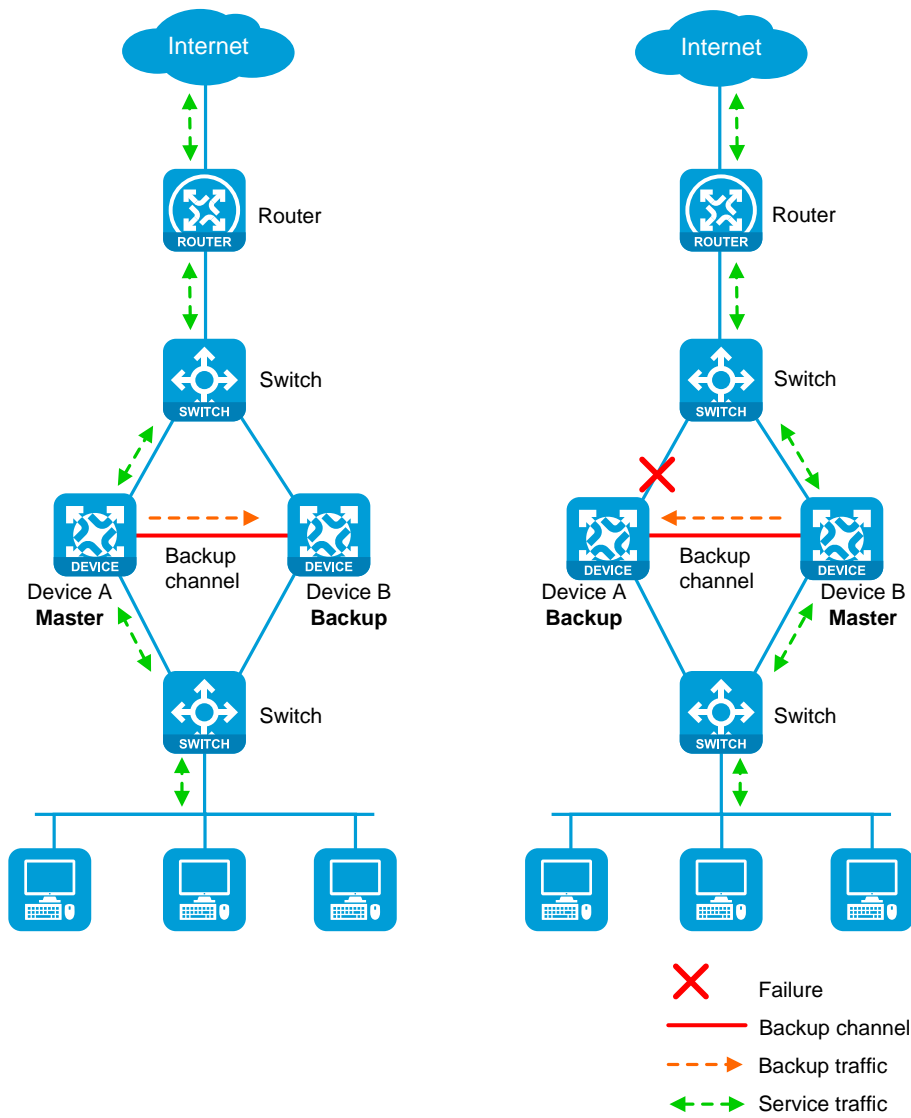 Internet
ROUTER
Router
SWITCH
Switch
DEVICE
DEVICE
Backup
channel
Device A
Master
Device B
Backup
SWITCH
Switch
Internet
ROUTER
Router
SWITCH
Switch
DEVICE
DEVICE
Backup
channel
Device A
Backup
Device B
Master
SWITCH
Switch
Failure
Backup channel
Backup traffic
Service traffic